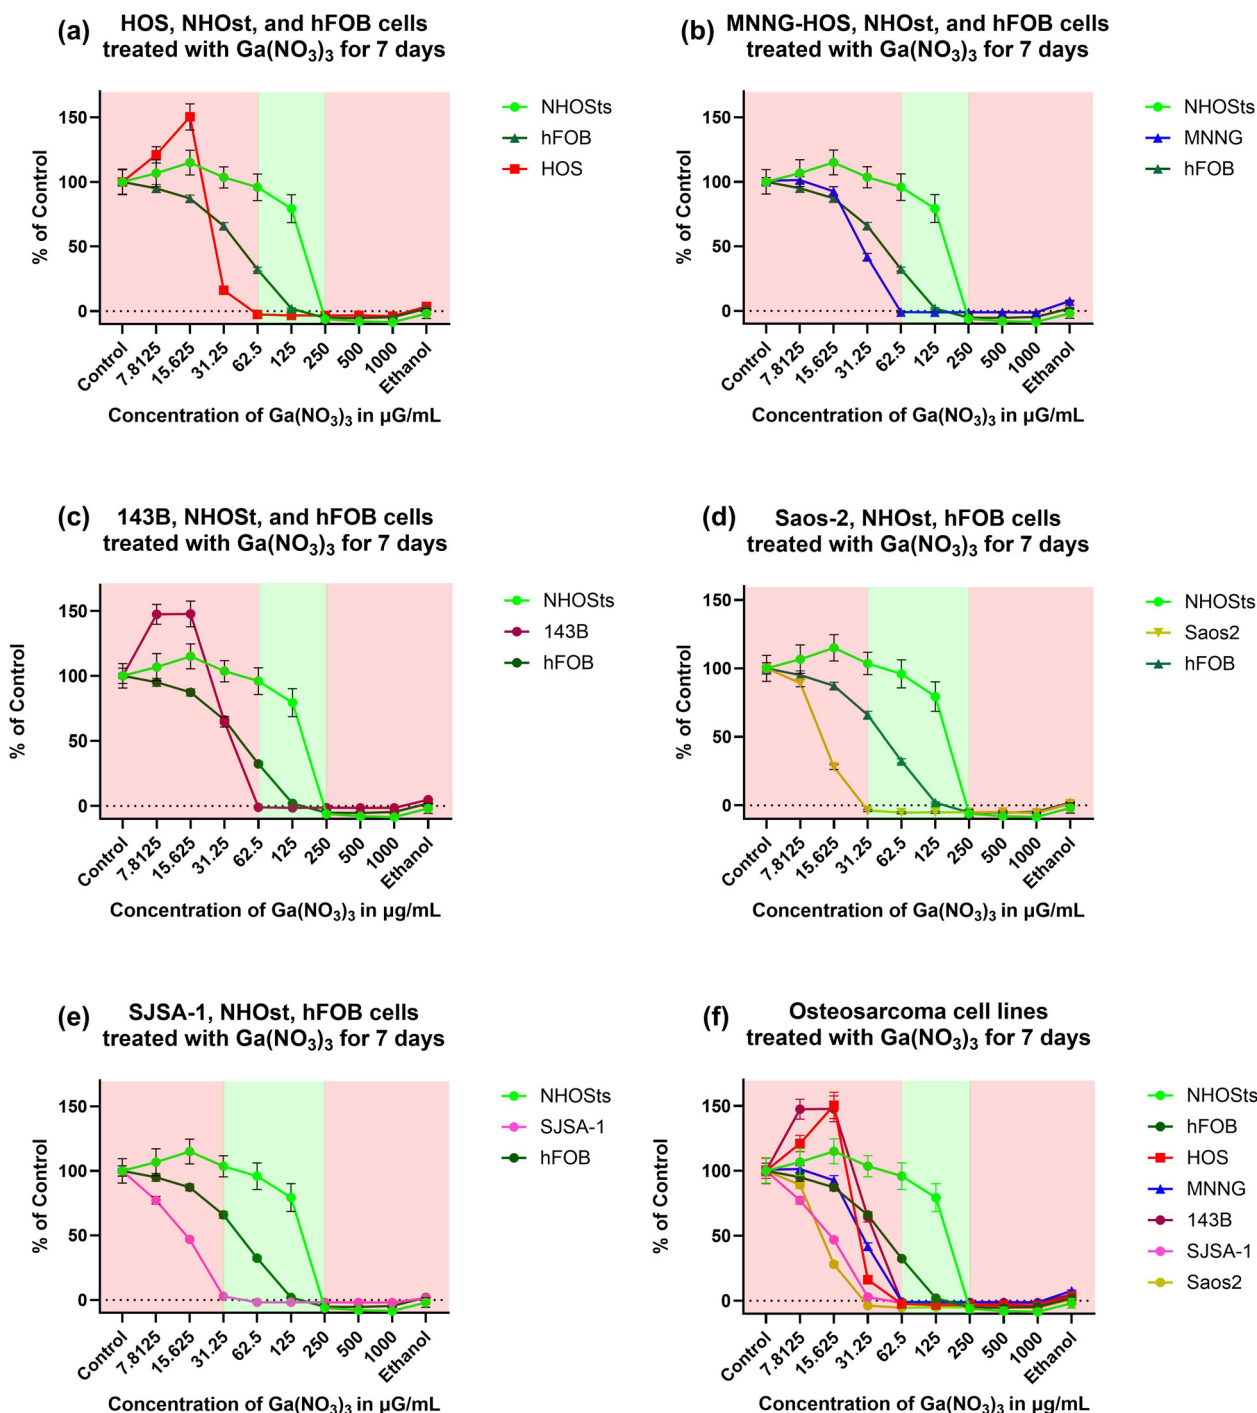 (a) HOS, NHOst, and hFOB cells
treated with Ga(NO₃)₃ for 7 days
% of Control
150
100
50
0
Control
7.8125
15.625
31.25
62.5
125
250
500
1000
Ethanol
Concentration of Ga(NO₃)₃ in µG/mL
NHOSts
hFOB
HOS
(b) MNNG-HOS, NHOst, and hFOB cells
treated with Ga(NO₃)₃ for 7 days
% of Control
150
100
50
0
Control
7.8125
15.625
31.25
62.5
125
250
500
1000
Ethanol
Concentration of Ga(NO₃)₃ in µG/mL
NHOSts
MNNG
hFOB
(c) 143B, NHOSt, and hFOB cells
treated with Ga(NO₃)₃ for 7 days
% of Control
150
100
50
0
Control
7.8125
15.625
31.25
62.5
125
250
500
1000
Ethanol
Concentration of Ga(NO₃)₃ in µg/mL
NHOSts
143B
hFOB
(d) Saos-2, NHOst, hFOB cells
treated with Ga(NO₃)₃ for 7 days
% of Control
150
100
50
0
Control
7.8125
15.625
31.25
62.5
125
250
500
1000
Ethanol
Concentration of Ga(NO₃)₃ in µG/mL
NHOSts
Saos2
hFOB
(e) SJSA-1, NHOst, hFOB cells
treated with Ga(NO₃)₃ for 7 days
% of Control
150
100
50
0
Control
7.8125
15.625
31.25
62.5
125
250
500
1000
Ethanol
Concentration of Ga(NO₃)₃ in µG/mL
NHOSts
SJSA-1
hFOB
(f) Osteosarcoma cell lines
treated with Ga(NO₃)₃ for 7 days
% of Control
150
100
50
0
Control
7.8125
15.625
31.25
62.5
125
250
500
1000
Ethanol
Concentration of Ga(NO₃)₃ in µg/mL
NHOSts
hFOB
HOS
MNNG
143B
SJSA-1
Saos2